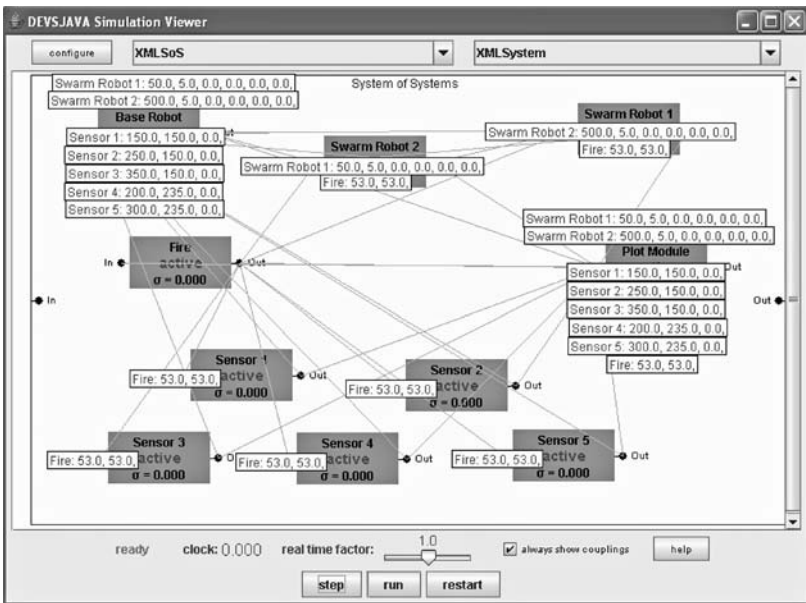 DEVSJAVA Simulation Viewer
configure
XMLSoS
XMLSystem
System of Systems
Swarm Robot 1: 50.0, 5.0, 0.0, 0.0, 0.0, 0.0,
Swarm Robot 2: 500.0, 5.0, 0.0, 0.0, 0.0, 0.0,
Base Robot
Sensor 1: 150.0, 150.0, 0.0,
Sensor 2: 250.0, 150.0, 0.0,
Sensor 3: 350.0, 150.0, 0.0,
Sensor 4: 200.0, 235.0, 0.0,
Sensor 5: 300.0, 235.0, 0.0,
Swarm Robot 2
Swarm Robot 1: 50.0, 5.0, 0.0, 0.0, 0.0, 0.0,
Fire: 53.0, 53.0,
Swarm Robot 1
Swarm Robot 2: 500.0, 5.0, 0.0, 0.0, 0.0, 0.0,
Fire: 53.0, 53.0,
Swarm Robot 1: 50.0, 5.0, 0.0, 0.0, 0.0, 0.0,
Swarm Robot 2: 500.0, 5.0, 0.0, 0.0, 0.0, 0.0,
Plot Module
Sensor 1: 150.0, 150.0, 0.0,
Sensor 2: 250.0, 150.0, 0.0,
Sensor 3: 350.0, 150.0, 0.0,
Sensor 4: 200.0, 235.0, 0.0,
Sensor 5: 300.0, 235.0, 0.0,
Fire: 53.0, 53.0,
Out
Fire
In
active
Out
σ = 0.000
In
Out
Sensor 1
Fire: 53.0, 53.0,
active
Out
σ = 0.000
Sensor 2
Fire: 53.0, 53.0,
active
Out
σ = 0.000
Sensor 3
Fire: 53.0, 53.0,
active
σ = 0.000
Sensor 4
Fire: 53.0, 53.0,
active
Out
σ = 0.000
Sensor 5
Fire: 53.0, 53.0,
active
Out
σ = 0.000
ready
clock: 0.000
real time factor:
1.0
always show couplings
help
step
run
restart